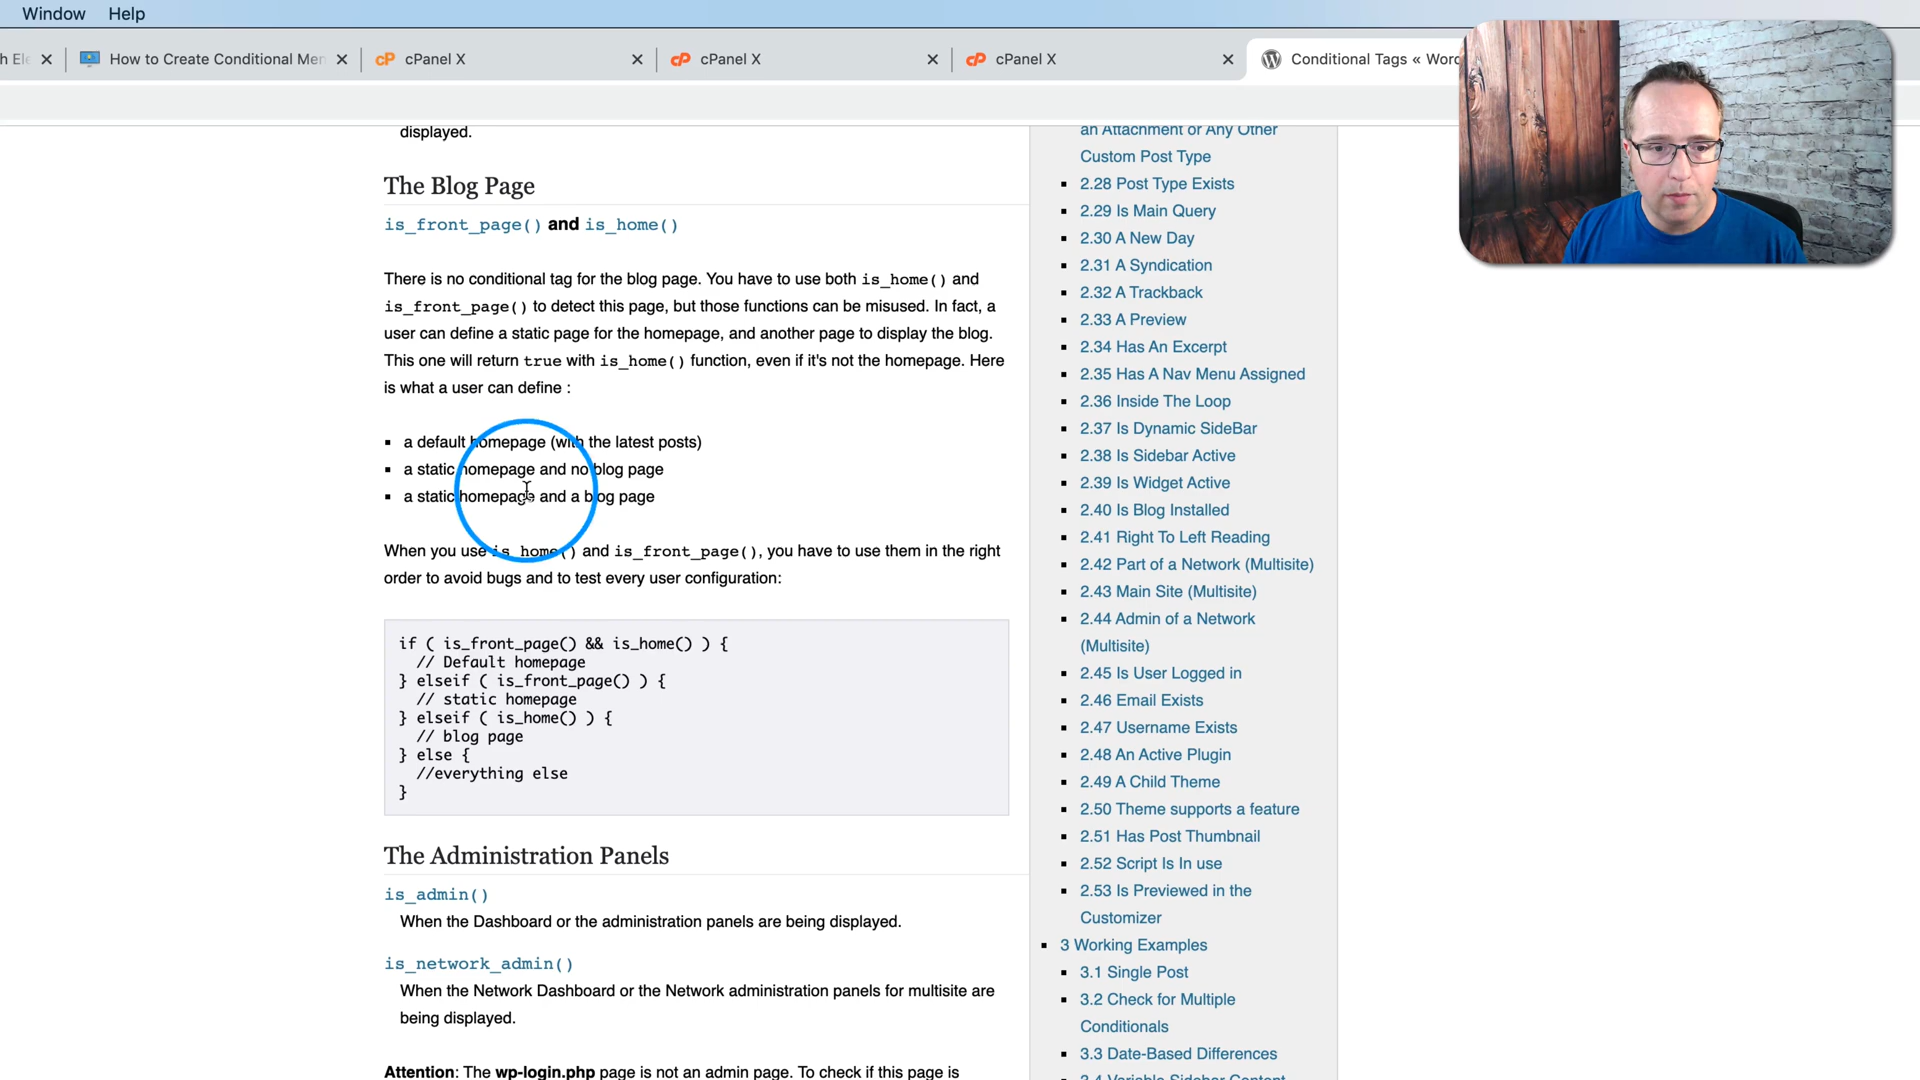 Window Help
h El
How to Create Conditional Men
cPanel X
cPanel X
cPanel X
Conditional Tags « Word
displayed.
The Blog Page
is_front_page() and is_home()
There is no conditional tag for the blog page. You have to use both is_home() and
is_front_page() to detect this page, but those functions can be misused. In fact, a
user can define a static page for the homepage, and another page to display the blog.
This one will return true with is_home() function, even if it's not the homepage. Here
is what a user can define :
a default homepage (with the latest posts)
a static homepage and no blog page
a static homepage and a blog page
When you use is_home() and is_front_page(), you have to use them in the right
order to avoid bugs and to test every user configuration:
if ( is_front_page() && is_home() ) {
// Default homepage
} elseif ( is_front_page() ) {
// static homepage
} elseif ( is_home() ) {
// blog page
} else {
//everything else
}
The Administration Panels
is_admin()
When the Dashboard or the administration panels are being displayed.
is_network_admin()
When the Network Dashboard or the Network administration panels for multisite are
being displayed.
Attention: The wp-login.php page is not an admin page. To check if this page is
an Attachment or Any Other
Custom Post Type
2.28 Post Type Exists
2.29 Is Main Query
2.30 A New Day
2.31 A Syndication
2.32 A Trackback
2.33 A Preview
2.34 Has An Excerpt
2.35 Has A Nav Menu Assigned
2.36 Inside The Loop
2.37 Is Dynamic SideBar
2.38 Is Sidebar Active
2.39 Is Widget Active
2.40 Is Blog Installed
2.41 Right To Left Reading
2.42 Part of a Network (Multisite)
2.43 Main Site (Multisite)
2.44 Admin of a Network
(Multisite)
2.45 Is User Logged in
2.46 Email Exists
2.47 Username Exists
2.48 An Active Plugin
2.49 A Child Theme
2.50 Theme supports a feature
2.51 Has Post Thumbnail
2.52 Script Is In use
2.53 Is Previewed in the
Customizer
3 Working Examples
3.1 Single Post
3.2 Check for Multiple
Conditionals
3.3 Date-Based Differences
3.4 Variable Sidebar Content